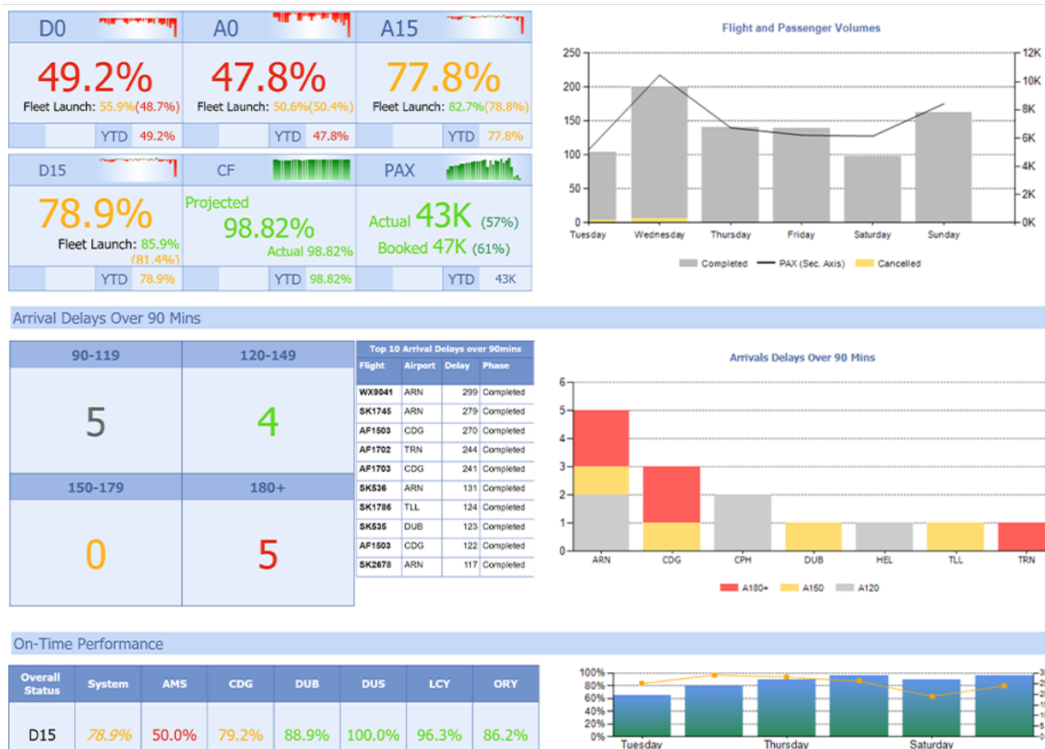 D0
A0
A15
49.2%
47.8%
77.8%
Fleet Launch: 55.9%(48.7%)
Fleet Launch: 50.6%(50.4%)
Fleet Launch: 82.7%(78.8%)
YTD 49.2%
YTD 47.8%
YTD 77.8%
D15
CF
PAX
78.9%
Fleet Launch: 85.9%
(81.4%)
Projected
98.82%
Actual 98.82%
Actual 43K (57%)
Booked 47K (61%)
YTD 78.9%
YTD 98.82%
YTD 43K
Flight and Passenger Volumes
250
200
150
100
50
0
12K
10K
8K
6K
4K
2K
0K
Tuesday Wednesday Thursday Friday Saturday Sunday
Completed PAX (Sec. Axis) Cancelled
Arrival Delays Over 90 Mins
90-119
120-149
5
4
150-179
180+
0
5
Top 10 Arrival Delays over 90mins
Flight Airport Delay Phase
WX9041 ARN 299 Completed
SK1745 ARN 279 Completed
AF1503 CDG 270 Completed
AF1702 TRN 244 Completed
AF1703 CDG 241 Completed
SK536 ARN 131 Completed
SK1786 TLL 124 Completed
SK535 DUB 123 Completed
AF1503 CDG 122 Completed
SK2678 ARN 117 Completed
Arrivals Delays Over 90 Mins
6
5
4
3
2
1
0
ARN CDG CPH DUB HEL TLL TRN
A180+ A150 A120
On-Time Performance
Overall Status System AMS CDG DUB DUS LCY ORY
D15 78.9% 50.0% 79.2% 88.9% 100.0% 96.3% 86.2%
100%
80%
60%
40%
20%
0%
Tuesday Thursday Saturday